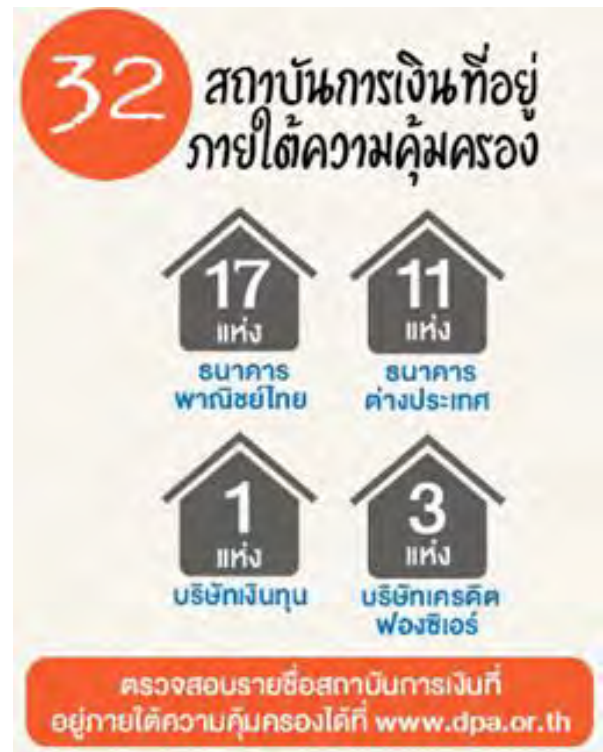 32
สถาบันการเงินที่อยู่
ภายใต้ความคุ้มครอง
17
แห่ง
ธนาคาร
พาณิชย์ไทย
11
แห่ง
ธนาคาร
ต่างประเทศ
1
แห่ง
บริษัทเงินทุน
3
แห่ง
บริษัทเครดิต
ฟองซิเอร์
ตรวจสอบรายชื่อสถาบันการเงินที่
อยู่ภายใต้ความคุ้มครองได้ที่ www.dpa.or.th